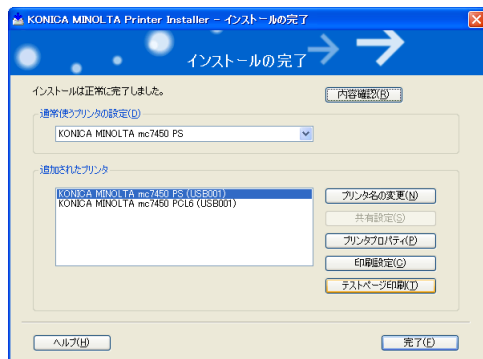 KONICA MINOLTA Printer Installer - インストールの完了
インストールの完了
インストールは正常に完了しました。
内容確認(R)
通常使うプリンタの設定(D)
KONICA MINOLTA mc7450 PS
追加されたプリンタ
KONICA MINOLTA mc7450 PS (USB001)
KONICA MINOLTA mc7450 PCL6 (USB001)
プリンタ名の変更(N)
共有設定(S)
プリンタプロパティ(P)
印刷設定(C)
テストページ印刷(T)
ヘルプ(H)
完了(F)